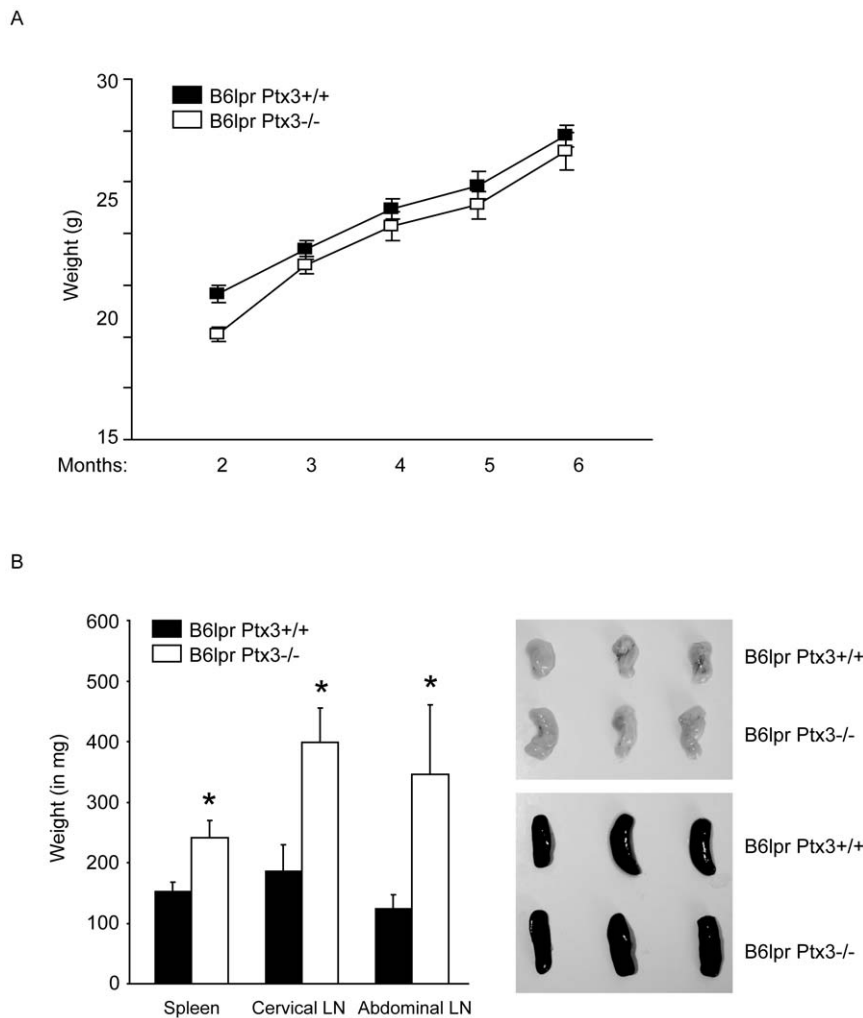 A
30
25
20
15
Weight (g)
B6lpr Ptx3+/+
B6lpr Ptx3-/-
Months: 2 3 4 5 6
B
600
500
400
300
200
100
0
Weight (in mg)
B6lpr Ptx3+/+
B6lpr Ptx3-/-
* * *
Spleen Cervical LN Abdominal LN
B6lpr Ptx3+/+
B6lpr Ptx3-/-
B6lpr Ptx3+/+
B6lpr Ptx3-/-